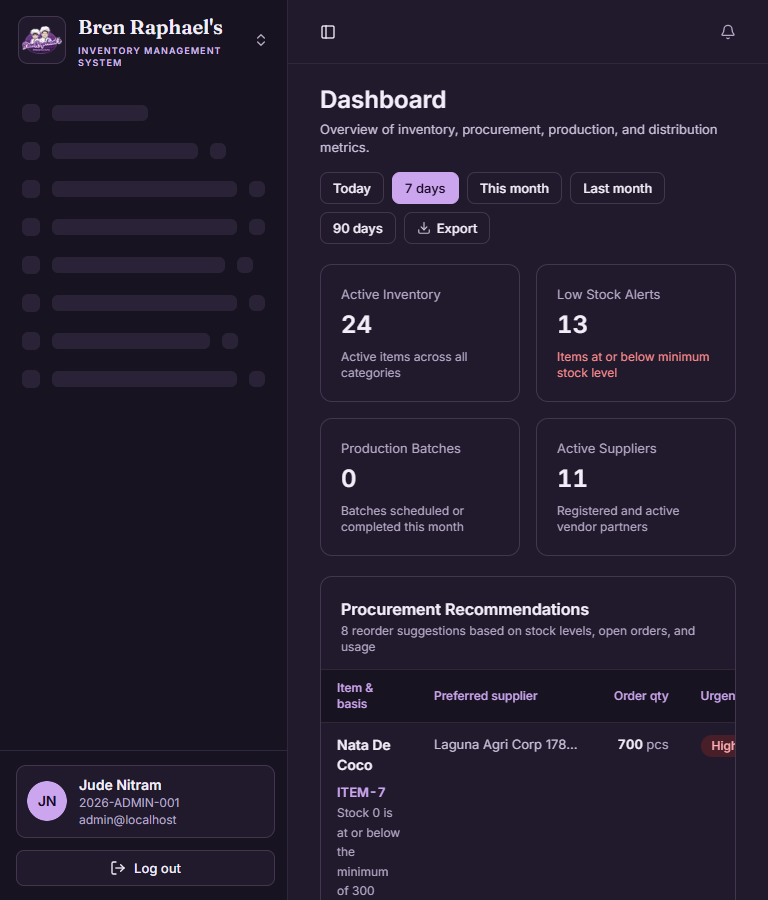 Bren Raphael's
INVENTORY MANAGEMENT
SYSTEM
Dashboard
Overview of inventory, procurement, production, and distribution
metrics.
Today
7 days
This month
Last month
90 days
Export
Active Inventory
24
Active items across all
categories
Low Stock Alerts
13
Items at or below minimum
stock level
Production Batches
0
Batches scheduled or
completed this month
Active Suppliers
11
Registered and active
vendor partners
Procurement Recommendations
8 reorder suggestions based on stock levels, open orders, and
usage
Item &
basis
Preferred supplier
Order qty
Urgen
Nata De
Coco
Laguna Agri Corp 178...
700 pcs
High
ITEM-7
Stock 0 is
at or below
the
minimum
of 300
JN
Jude Nitram
2026-ADMIN-001
admin@localhost
Log out